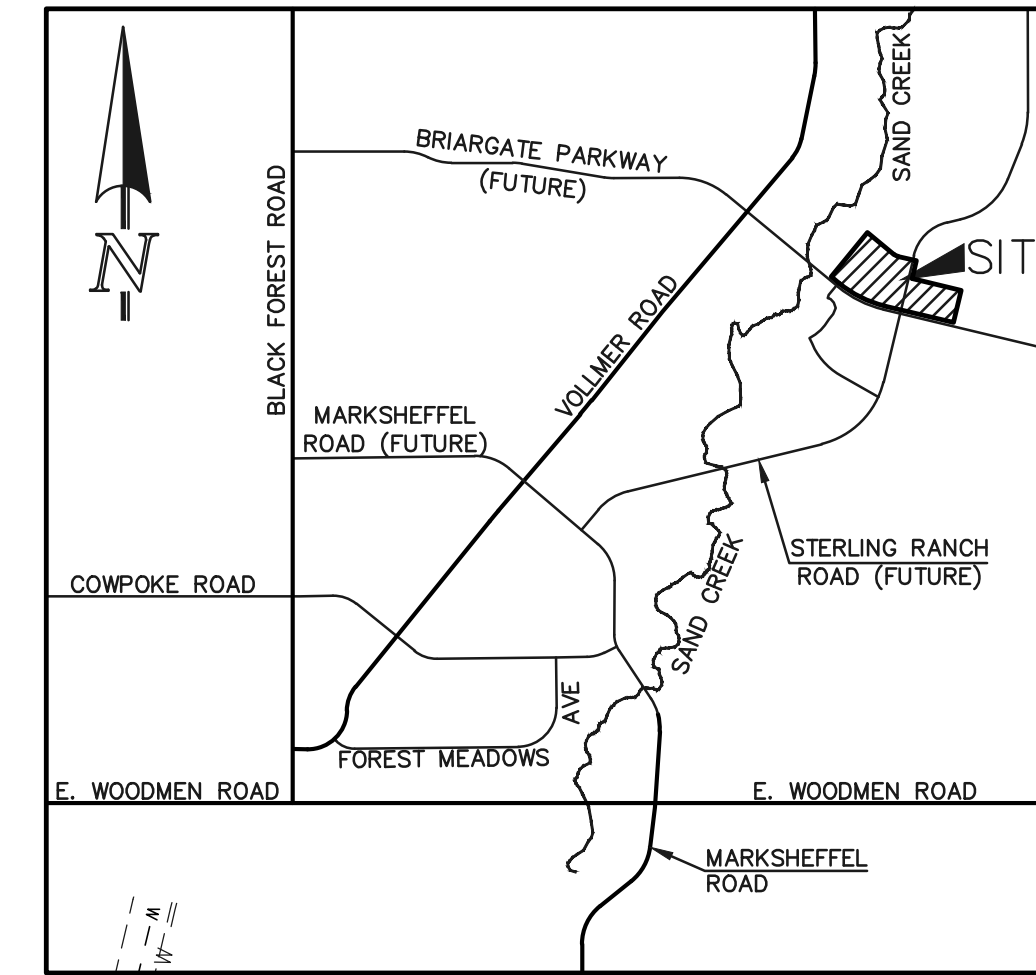 SAND CREEK
BRIARGATE PARKWAY
(FUTURE)
N
BLACK FOREST ROAD
SIT
VOLLMER ROAD
MARKSHEFFEL
ROAD (FUTURE)
STERLING RANCH
ROAD (FUTURE)
COWPOKE ROAD
SAND CREEK
AVE
FOREST MEADOWS
E. WOODMEN ROAD
E. WOODMEN ROAD
MARKSHEFFEL
ROAD
W